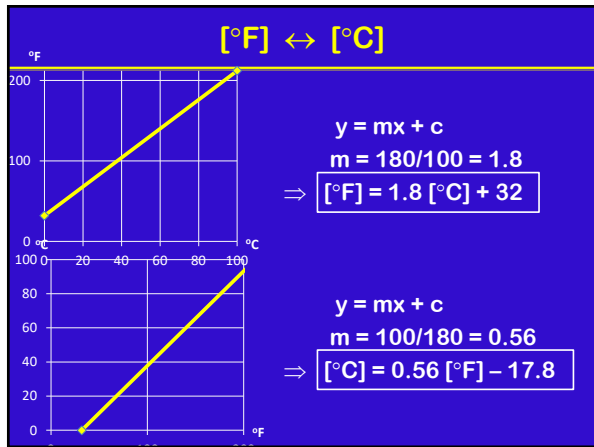 [°F] ↔ [°C]
°F
200
100
0
0 20 40 60 80 100
°C
y = mx + c
m = 180/100 = 1.8
⇒ [°F] = 1.8 [°C] + 32
°C
100
80
60
40
20
0
°F
y = mx + c
m = 100/180 = 0.56
⇒ [°C] = 0.56 [°F] – 17.8